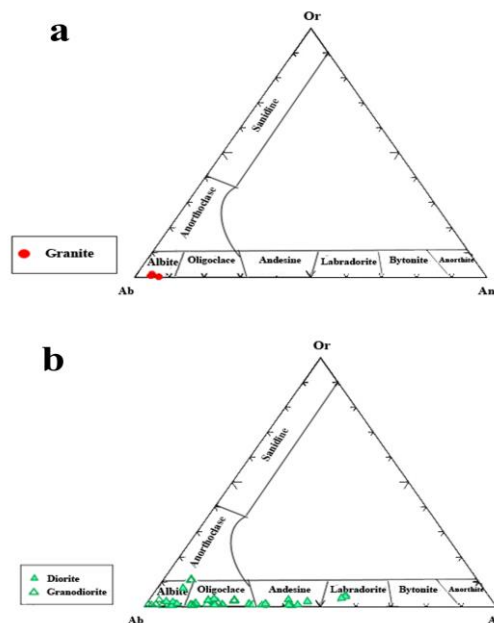 a
Or
Sanidine
Anorthoclase
Granite
Albite Oligoclace Andesine Labradorite Bytonite Anorthite
Ab An
b
Or
Sanidine
Anorthoclase
Diorite
Granodiorite
Albite Oligoclace Andesine Labradorite Bytonite Anorthite
Ab A